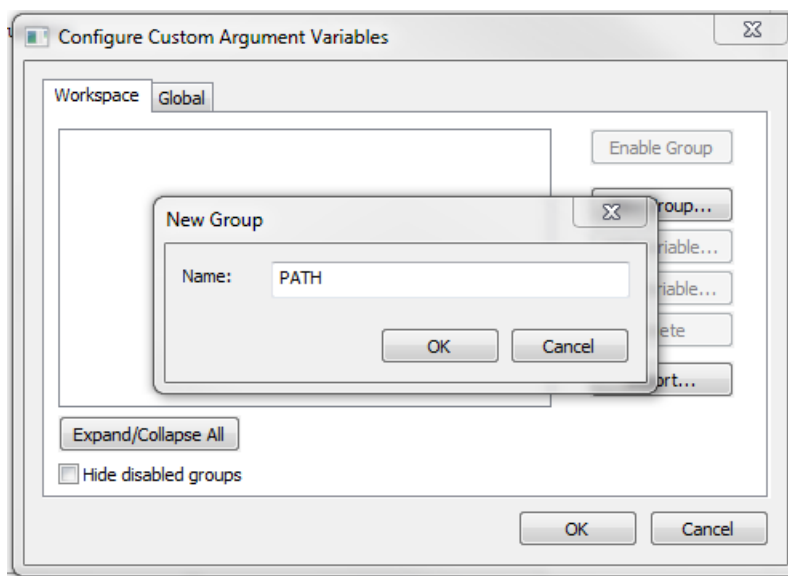 Configure Custom Argument Variables
Workspace
Global
Enable Group
New Group
Name:
PATH
OK
Cancel
Expand/Collapse All
Hide disabled groups
OK
Cancel